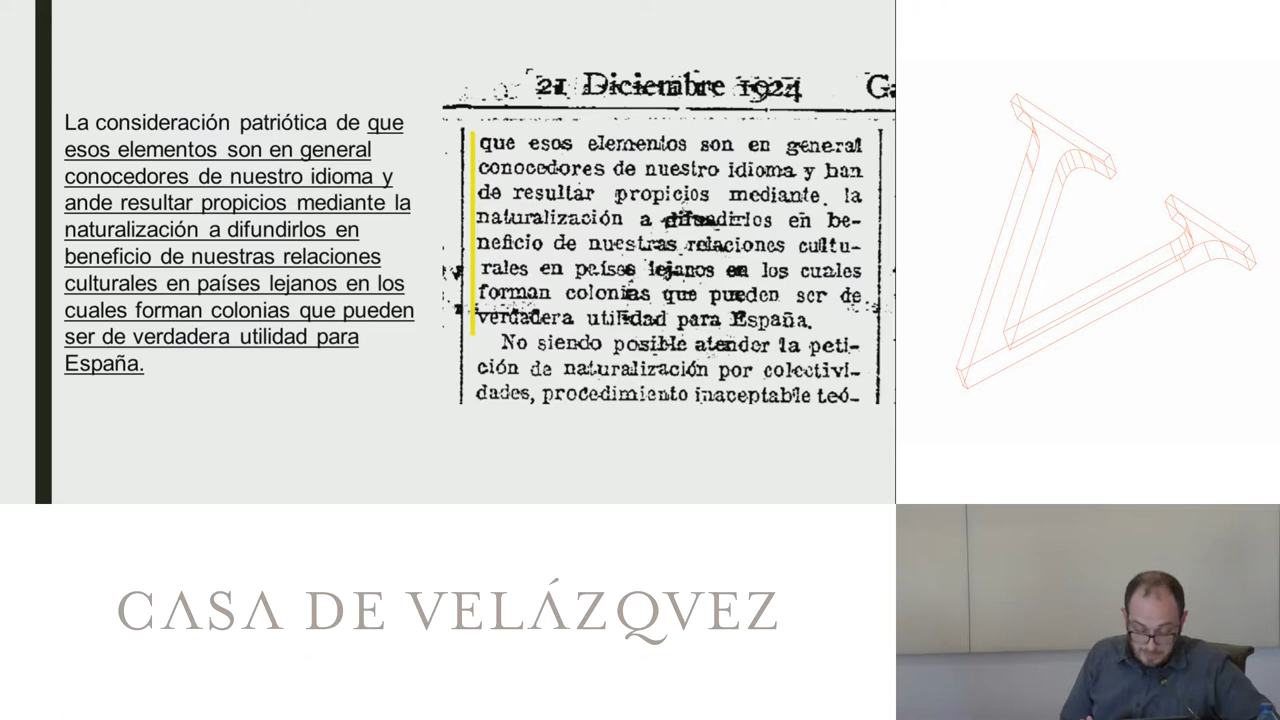 La consideración patriótica de que
esos elementos son en general
conocedores de nuestro idioma y
ande resultar propicios mediante la
naturalización a difundirlos en
beneficio de nuestras relaciones
culturales en países lejanos en los
cuales forman colonias que pueden
ser de verdadera utilidad para
España.
21 Diciembre 1924 Ga
que esos elementos son en general
conocedores de nuestro idioma y han
de resultar propicios mediante la
naturalización a difundirlos en be-
neficio de nuestras relaciones cultu-
rales en países lejanos en los cuales
forman colonias que pueden ser de
verdadera utilidad para España.
No siendo posible atender la peti-
ción de naturalización por colectivi-
dades, procedimiento inaceptable teó-
CASA DE VELÁZQVEZ